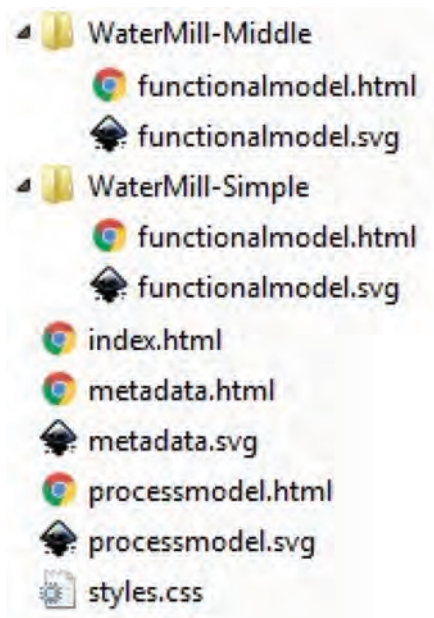 WaterMill-Middle
functionalmodel.html
functionalmodel.svg
WaterMill-Simple
functionalmodel.html
functionalmodel.svg
index.html
metadata.html
metadata.svg
processmodel.html
processmodel.svg
styles.css